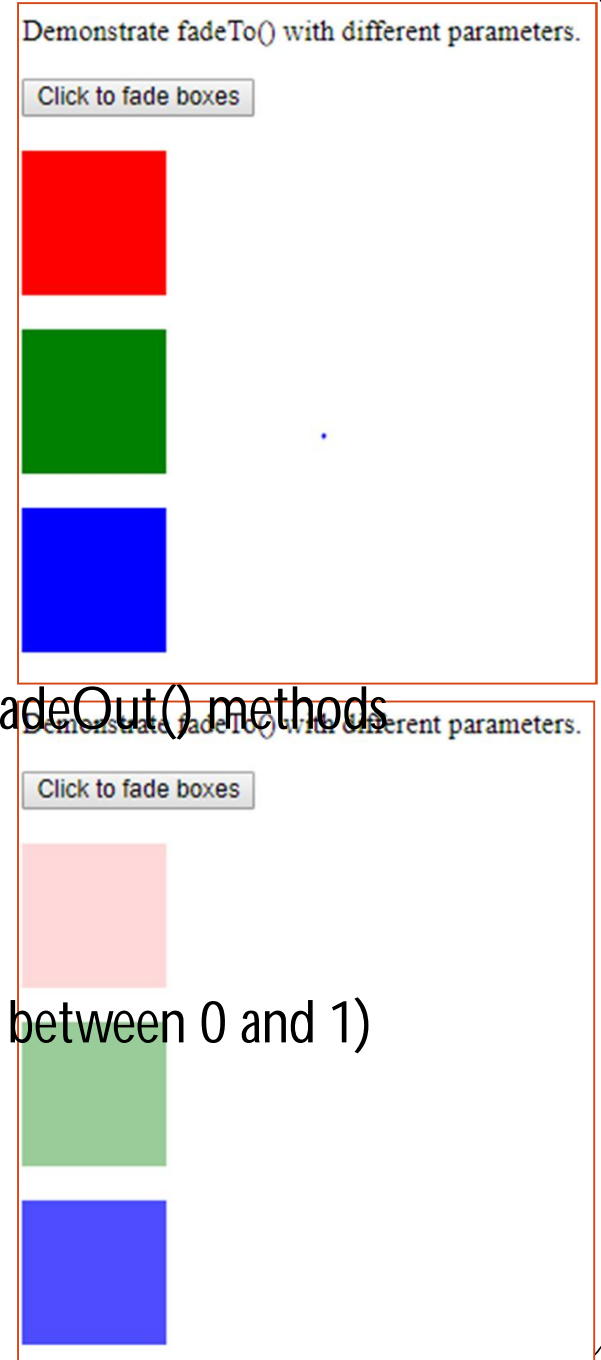 Demonstrate fadeTo() with different parameters.
Click to fade boxes
adeOut() methods
Demonstrate fadeTo() with different parameters.
Click to fade boxes
between 0 and 1)